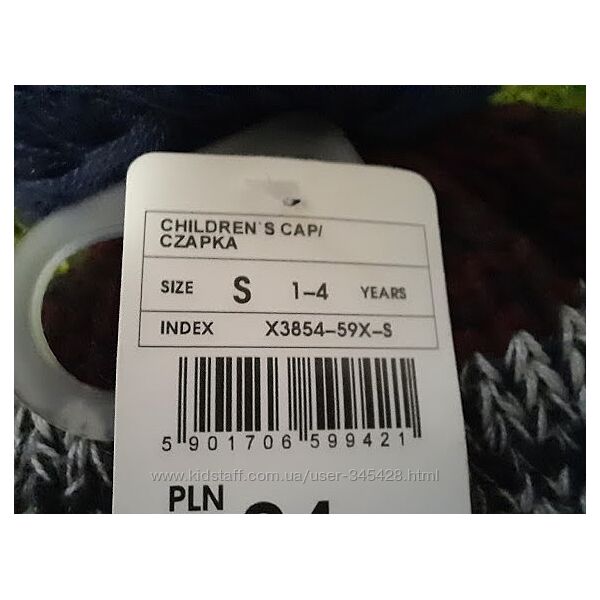 CHILDREN`S CAP/
CZAPKA
SIZE S 1–4 YEARS
INDEX X3854–59X–S
5 901706 599421
www.kidstaff.com.ua/user-345428.html
PLN